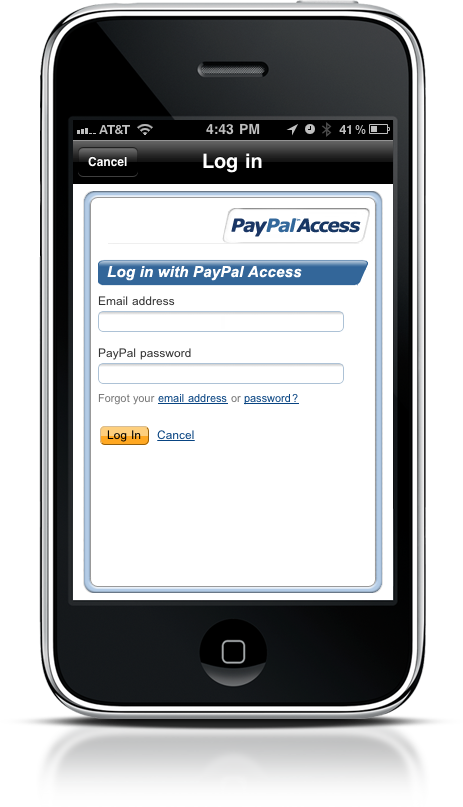 AT&T 4:43 PM 41%
Cancel Log in
PayPal Access
Log in with PayPal Access
Email address
PayPal password
Forgot your email address or password?
Log In Cancel